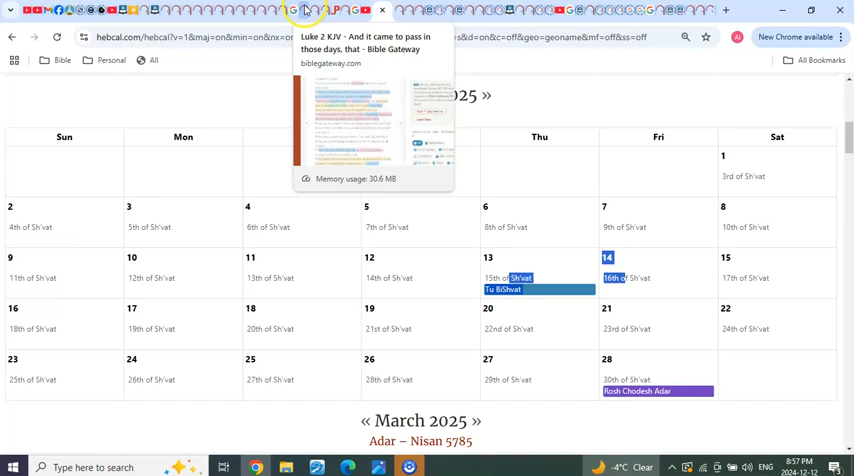 hebcal.com/hebcal?v=1&maj=on&min=on&nx=on
s=d&c=off&geo=geoname&mf=off&ss=off
AI
New Chrome available
Bible
Personal
All
All Bookmarks
Luke 2 KJV - And it came to pass in
those days, that - Bible Gateway
biblegateway.com
Memory usage: 30.6 MB
2025 »
Sun Mon Thu Fri Sat
1
3rd of Sh'vat
2 3 4 5 6 7 8
4th of Sh'vat 5th of Sh'vat 6th of Sh'vat 7th of Sh'vat 8th of Sh'vat 9th of Sh'vat 10th of Sh'vat
9 10 11 12 13 14 15
11th of Sh'vat 12th of Sh'vat 13th of Sh'vat 14th of Sh'vat 15th of Sh'vat 16th of Sh'vat 17th of Sh'vat
Tu BiShvat
16 17 18 19 20 21 22
18th of Sh'vat 19th of Sh'vat 20th of Sh'vat 21st of Sh'vat 22nd of Sh'vat 23rd of Sh'vat 24th of Sh'vat
23 24 25 26 27 28
25th of Sh'vat 26th of Sh'vat 27th of Sh'vat 28th of Sh'vat 29th of Sh'vat 30th of Sh'vat
Rosh Chodesh Adar
« March 2025 »
Adar – Nisan 5785
Type here to search
-4°C Clear
ENG
8:57 PM
2024-12-12